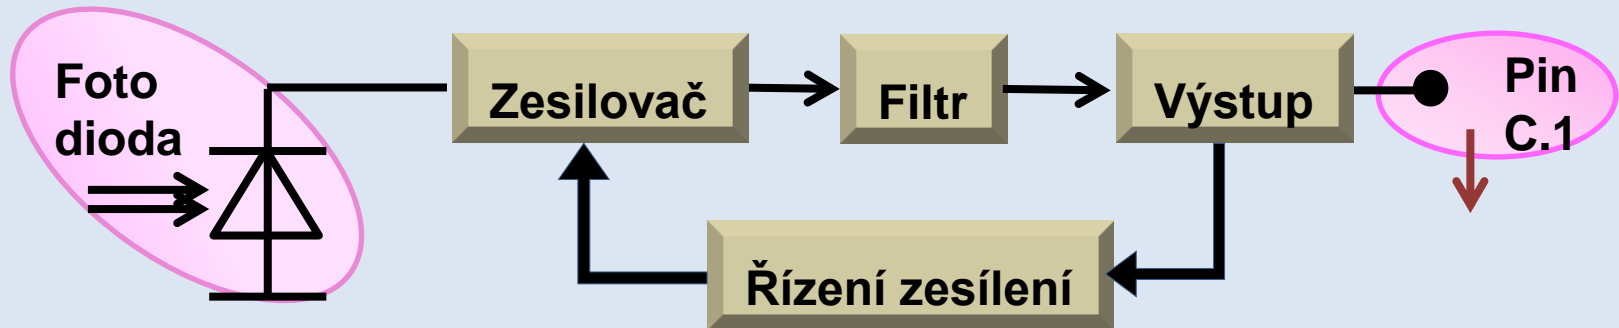 Foto
dioda
Zesilovač
Filtr
Výstup
Pin
C.1
Řízení zesílení